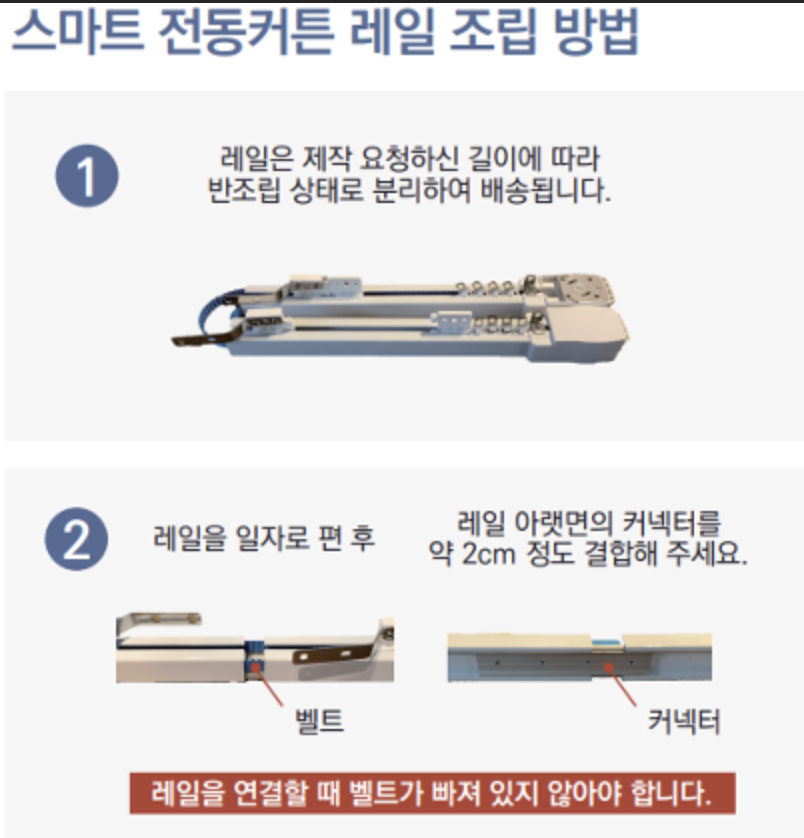 스마트 전동커튼 레일 조립 방법
1
레일은 제작 요청하신 길이에 따라
반조립 상태로 분리하여 배송됩니다.
2
레일을 일자로 편 후
레일 아랫면의 커넥터를
약 2cm 정도 결합해 주세요.
벨트
커넥터
레일을 연결할 때 벨트가 빠져 있지 않아야 합니다.